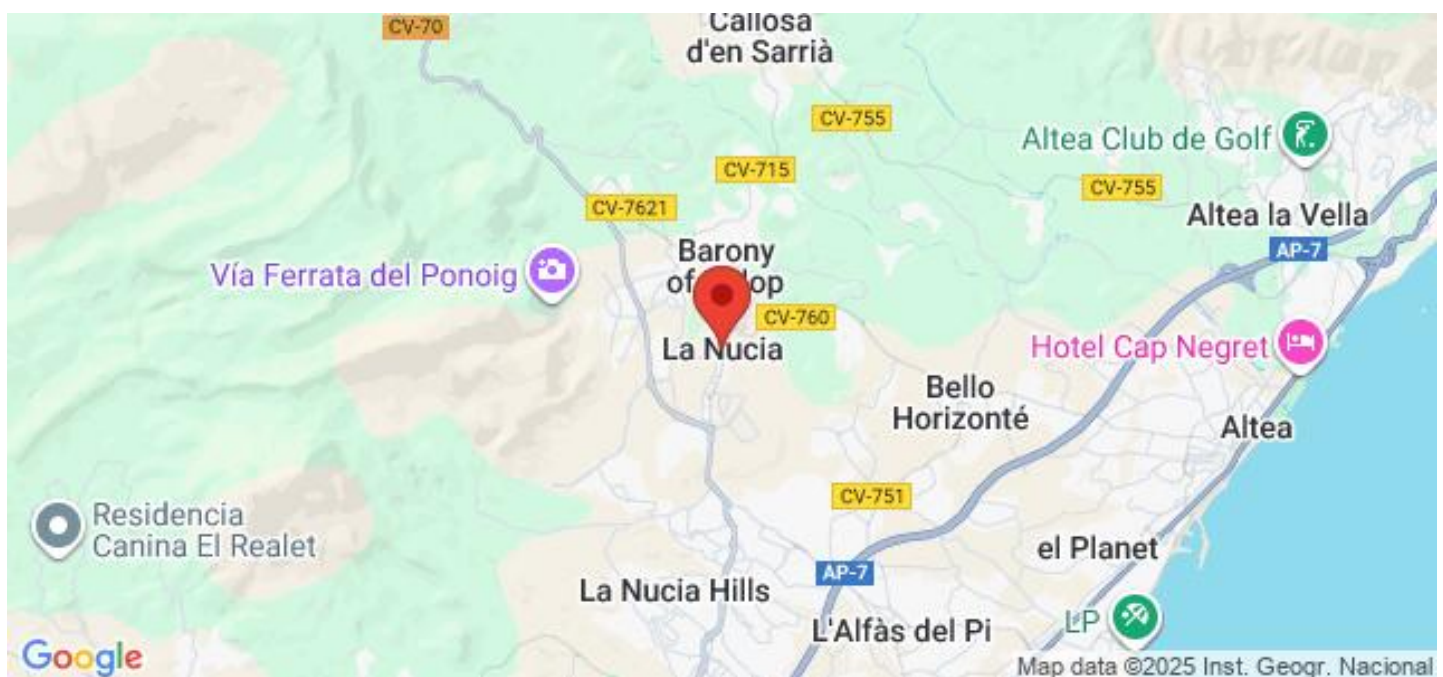 CV-70
Callosa
d'en Sarrià
CV-755
Altea Club de Golf
CV-715
CV-755
CV-7621
Altea la Vella
Barony
AP-7
Vía Ferrata del Ponoig
CV-760
La Nucia
Hotel Cap Negret
Bello
Horizonté
Altea
CV-751
Residencia
Canina El Realet
el Planet
AP-7
La Nucia Hills
L'Alfàs del Pi
LP
Google
Map data ©2025 Inst. Geogr. Nacional